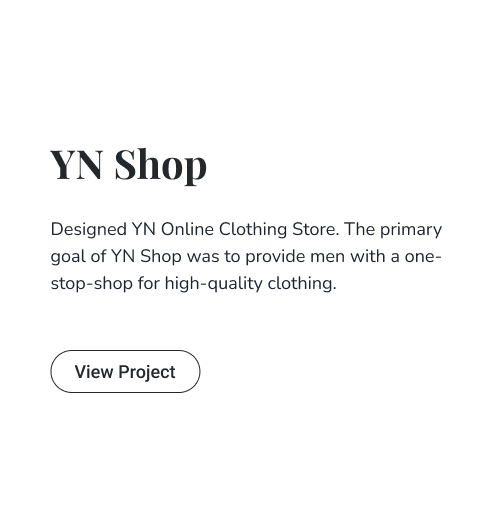 YN Shop
Designed YN Online Clothing Store. The primary
goal of YN Shop was to provide men with a one-
stop-shop for high-quality clothing.
View Project